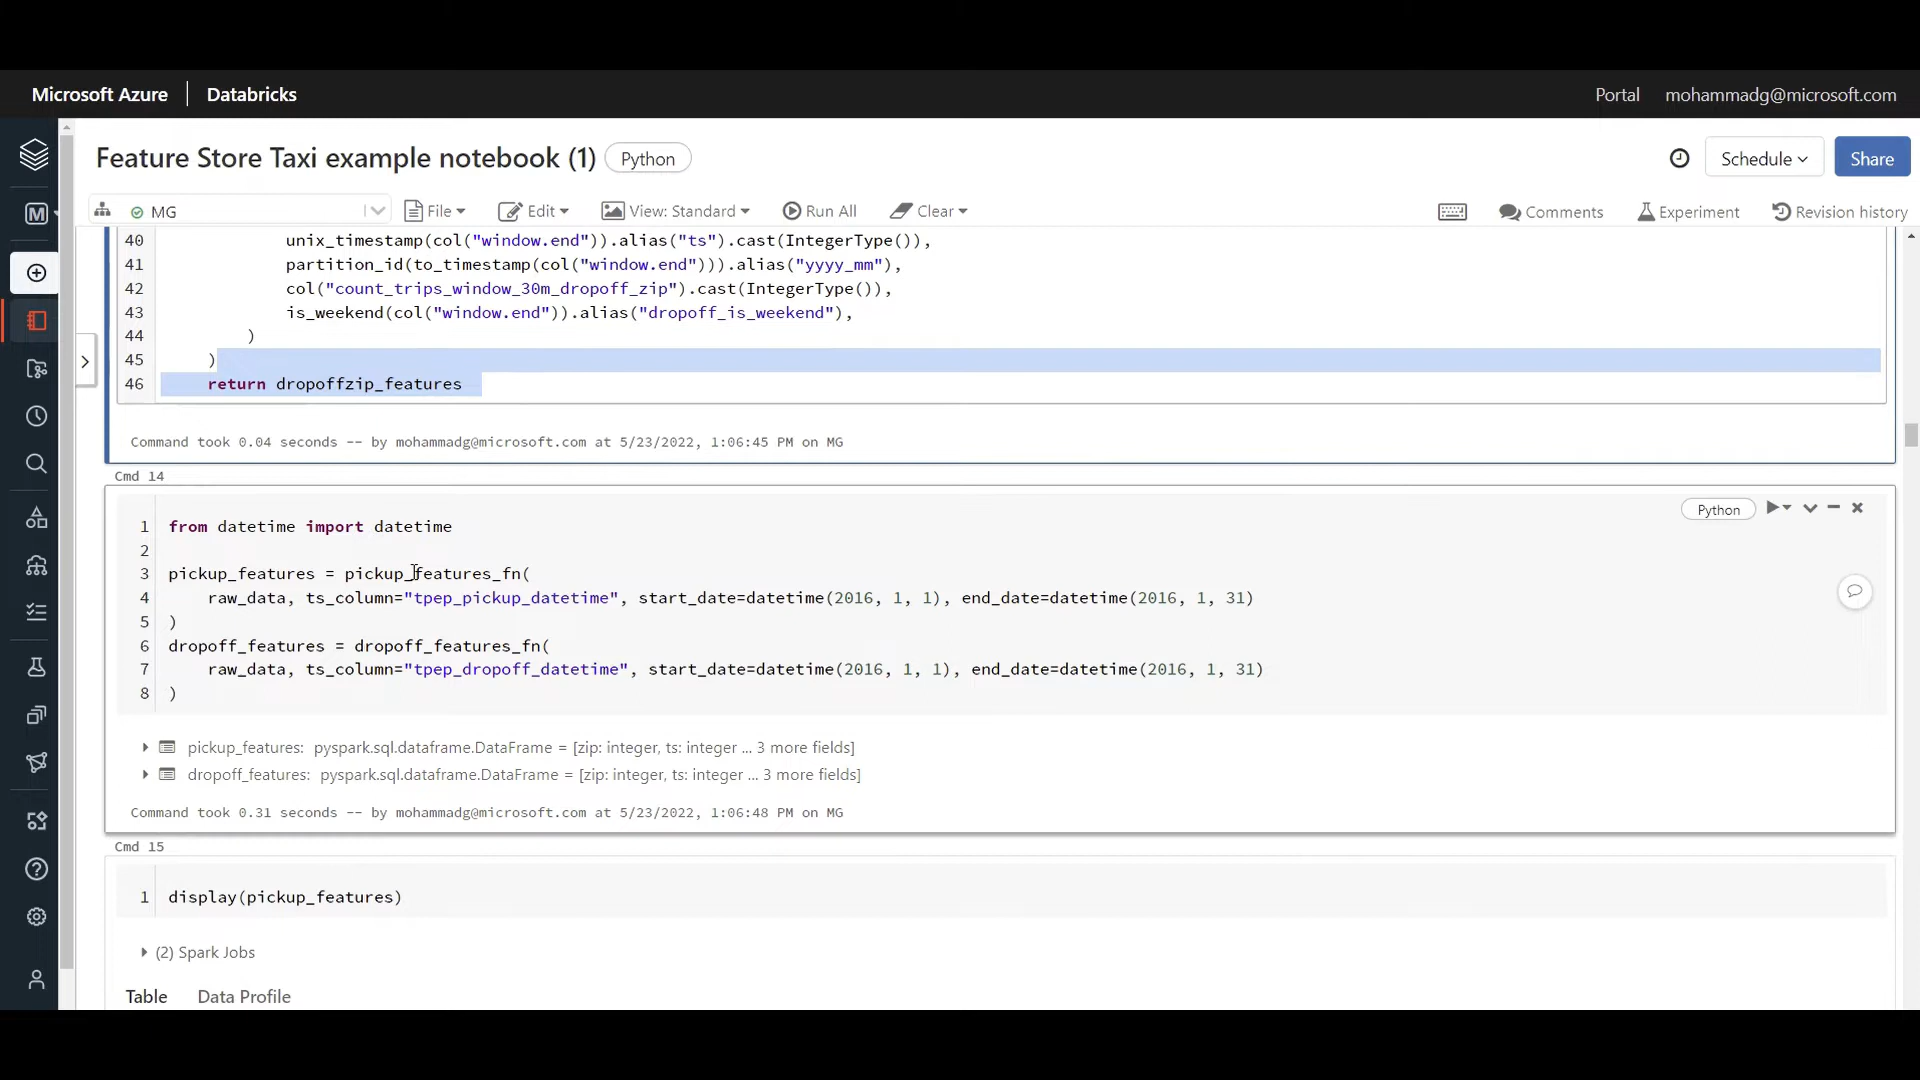 Microsoft Azure | Databricks
Portal mohammadg@microsoft.com
Feature Store Taxi example notebook (1) Python
Schedule Share
MG File Edit View: Standard Run All Clear Comments Experiment Revision history
40 unix_timestamp(col("window.end")).alias("ts").cast(IntegerType()),
41 partition_id(to_timestamp(col("window.end"))).alias("yyyy_mm"),
42 col("count_trips_window_30m_dropoff_zip").cast(IntegerType()),
43 is_weekend(col("window.end")).alias("dropoff_is_weekend"),
44 )
45 )
46 return dropoffzip_features
Command took 0.04 seconds -- by mohammadg@microsoft.com at 5/23/2022, 1:06:45 PM on MG
Cmd 14
Python
1 from datetime import datetime
2
3 pickup_features = pickup_features_fn(
4 raw_data, ts_column="tpep_pickup_datetime", start_date=datetime(2016, 1, 1), end_date=datetime(2016, 1, 31)
5 )
6 dropoff_features = dropoff_features_fn(
7 raw_data, ts_column="tpep_dropoff_datetime", start_date=datetime(2016, 1, 1), end_date=datetime(2016, 1, 31)
8 )
pickup_features: pyspark.sql.dataframe.DataFrame = [zip: integer, ts: integer ... 3 more fields]
dropoff_features: pyspark.sql.dataframe.DataFrame = [zip: integer, ts: integer ... 3 more fields]
Command took 0.31 seconds -- by mohammadg@microsoft.com at 5/23/2022, 1:06:48 PM on MG
Cmd 15
1 display(pickup_features)
(2) Spark Jobs
Table Data Profile
M